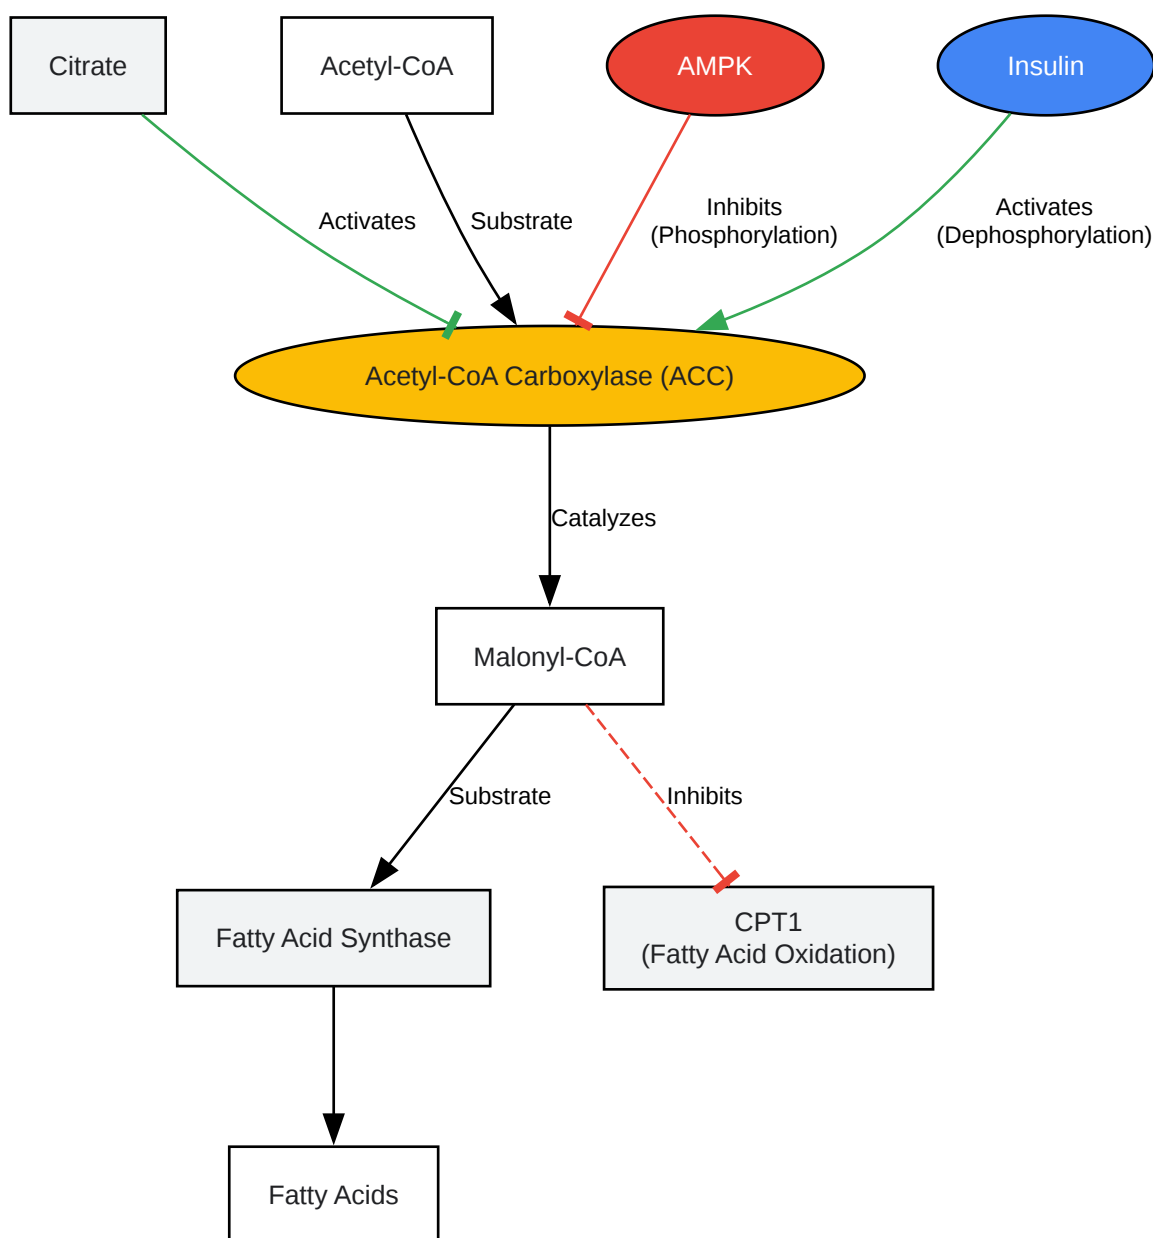 Citrate
Acetyl-CoA
AMPK
Insulin
Activates
Substrate
Inhibits
(Phosphorylation)
Activates
(Dephosphorylation)
Acetyl-CoA Carboxylase (ACC)
Catalyzes
Malonyl-CoA
Substrate
Inhibits
Fatty Acid Synthase
CPT1
(Fatty Acid Oxidation)
Fatty Acids